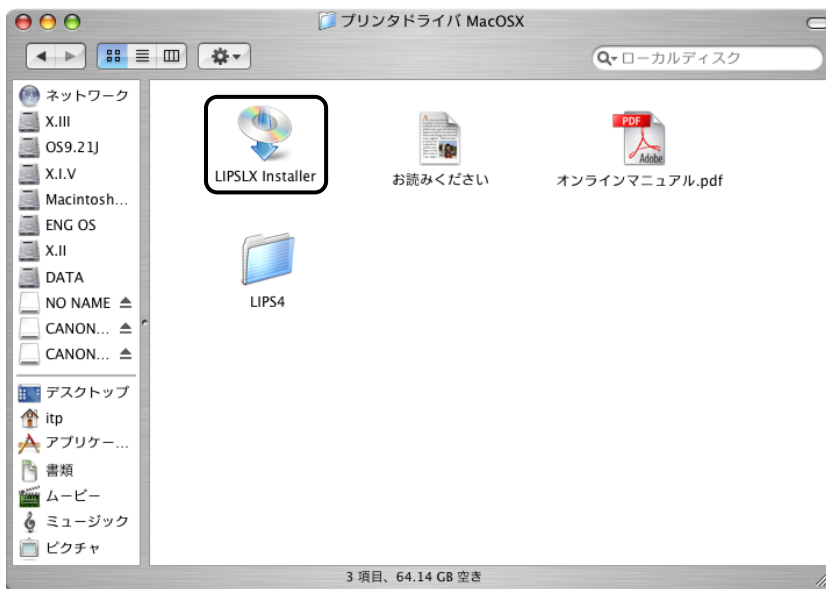 プリンタドライバ MacOSX
ローカルディスク
ネットワーク
X.III
OS9.21J
X.I.V
Macintosh...
ENG OS
X.II
DATA
NO NAME
CANON...
CANON...
デスクトップ
itp
アプリケー...
書類
ムービー
ミュージック
ピクチャ
LIPSLX Installer
お読みください
PDF
Adobe
オンラインマニュアル.pdf
LIPS4
3 項目、64.14 GB 空き